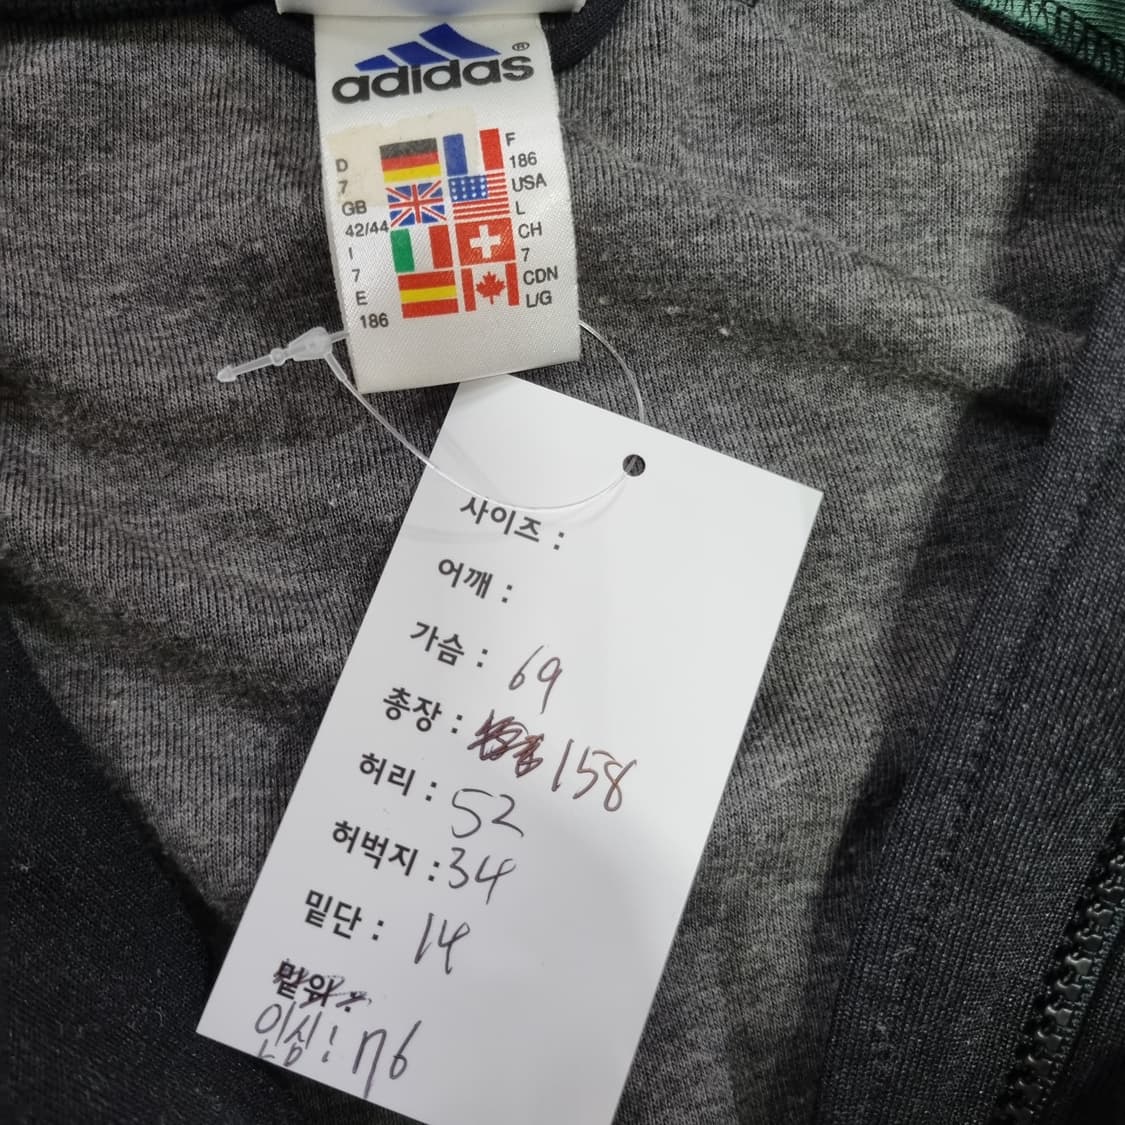 adidas®
D
7
GB
42/44
I
7
E
186
F
186
USA
L
CH
7
CDN
L/G
사이즈 :
어깨 :
가슴 : 69
총장 : 158
허리 : 52
허벅지 : 34
밑단 : 14
밑위 :
인심 : 76